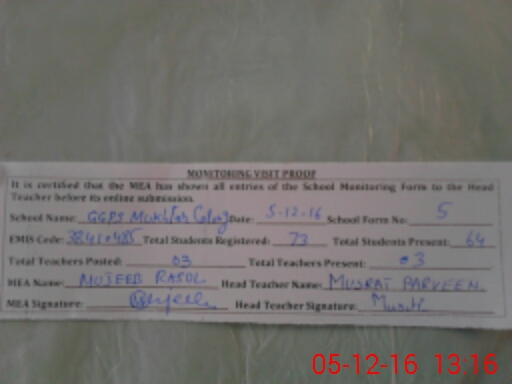 MONITORING VISIT PROOF
It is certified that the MEA has shown all entries of the School Monitoring Form to the Head
Teacher before its online submission.
School Name: GGPS Mukhtar Colony Date: 5-12-16 School Form No: 5
EMIS Code: Total Students Registered: 73 Total Students Present: 64
Total Teachers Posted: 03 Total Teachers Present: 03
MEA Name: MUJEEB RASOL Head Teacher Name: MUSRAT PARVEEN
MEA Signature: Head Teacher Signature:
05-12-16 13:16